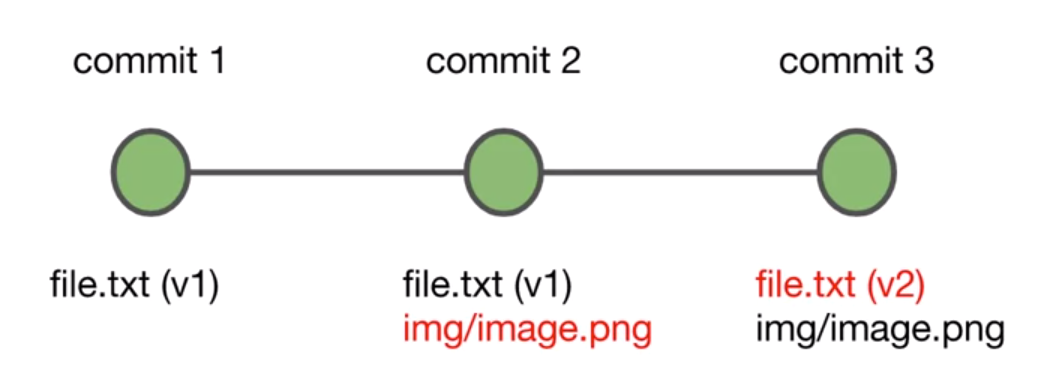 commit 1
commit 2
commit 3
file.txt (v1)
file.txt (v1)
img/image.png
file.txt (v2)
img/image.png